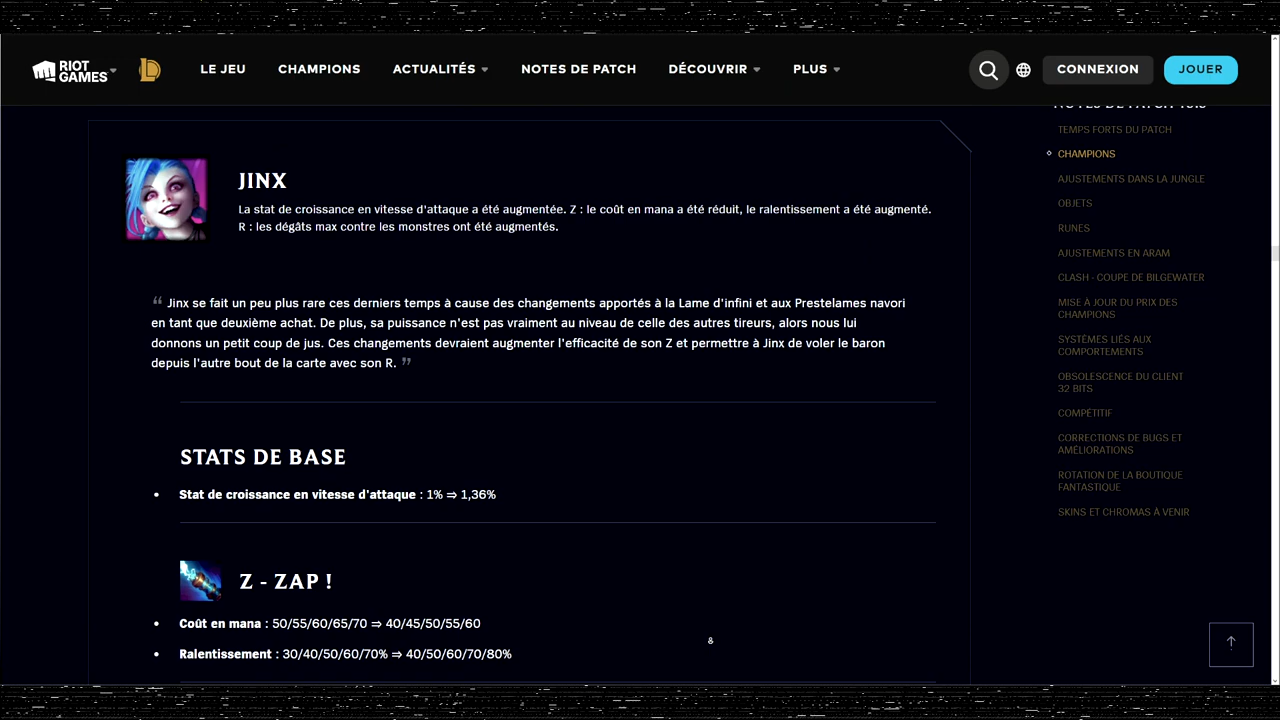 RIOT GAMES
LE JEU
CHAMPIONS
ACTUALITÉS
NOTES DE PATCH
DÉCOUVRIR
PLUS
CONNEXION
JOUER
JINX
La stat de croissance en vitesse d'attaque a été augmentée. Z : le coût en mana a été réduit, le ralentissement a été augmenté.
R : les dégâts max contre les monstres ont été augmentés.
“ Jinx se fait un peu plus rare ces derniers temps à cause des changements apportés à la Lame d'infini et aux Prestelames navori
en tant que deuxième achat. De plus, sa puissance n'est pas vraiment au niveau de celle des autres tireurs, alors nous lui
donnons un petit coup de jus. Ces changements devraient augmenter l'efficacité de son Z et permettre à Jinx de voler le baron
depuis l'autre bout de la carte avec son R. ”
STATS DE BASE
• Stat de croissance en vitesse d'attaque : 1% ⇒ 1,36%
Z - ZAP !
• Coût en mana : 50/55/60/65/70 ⇒ 40/45/50/55/60
• Ralentissement : 30/40/50/60/70% ⇒ 40/50/60/70/80%
TEMPS FORTS DU PATCH
CHAMPIONS
AJUSTEMENTS DANS LA JUNGLE
OBJETS
RUNES
AJUSTEMENTS EN ARAM
CLASH - COUPE DE BILGEWATER
MISE À JOUR DU PRIX DES
CHAMPIONS
SYSTÈMES LIÉS AUX
COMPORTEMENTS
OBSOLESCENCE DU CLIENT
32 BITS
COMPÉTITIF
CORRECTIONS DE BUGS ET
AMÉLIORATIONS
ROTATION DE LA BOUTIQUE
FANTASTIQUE
SKINS ET CHROMAS À VENIR